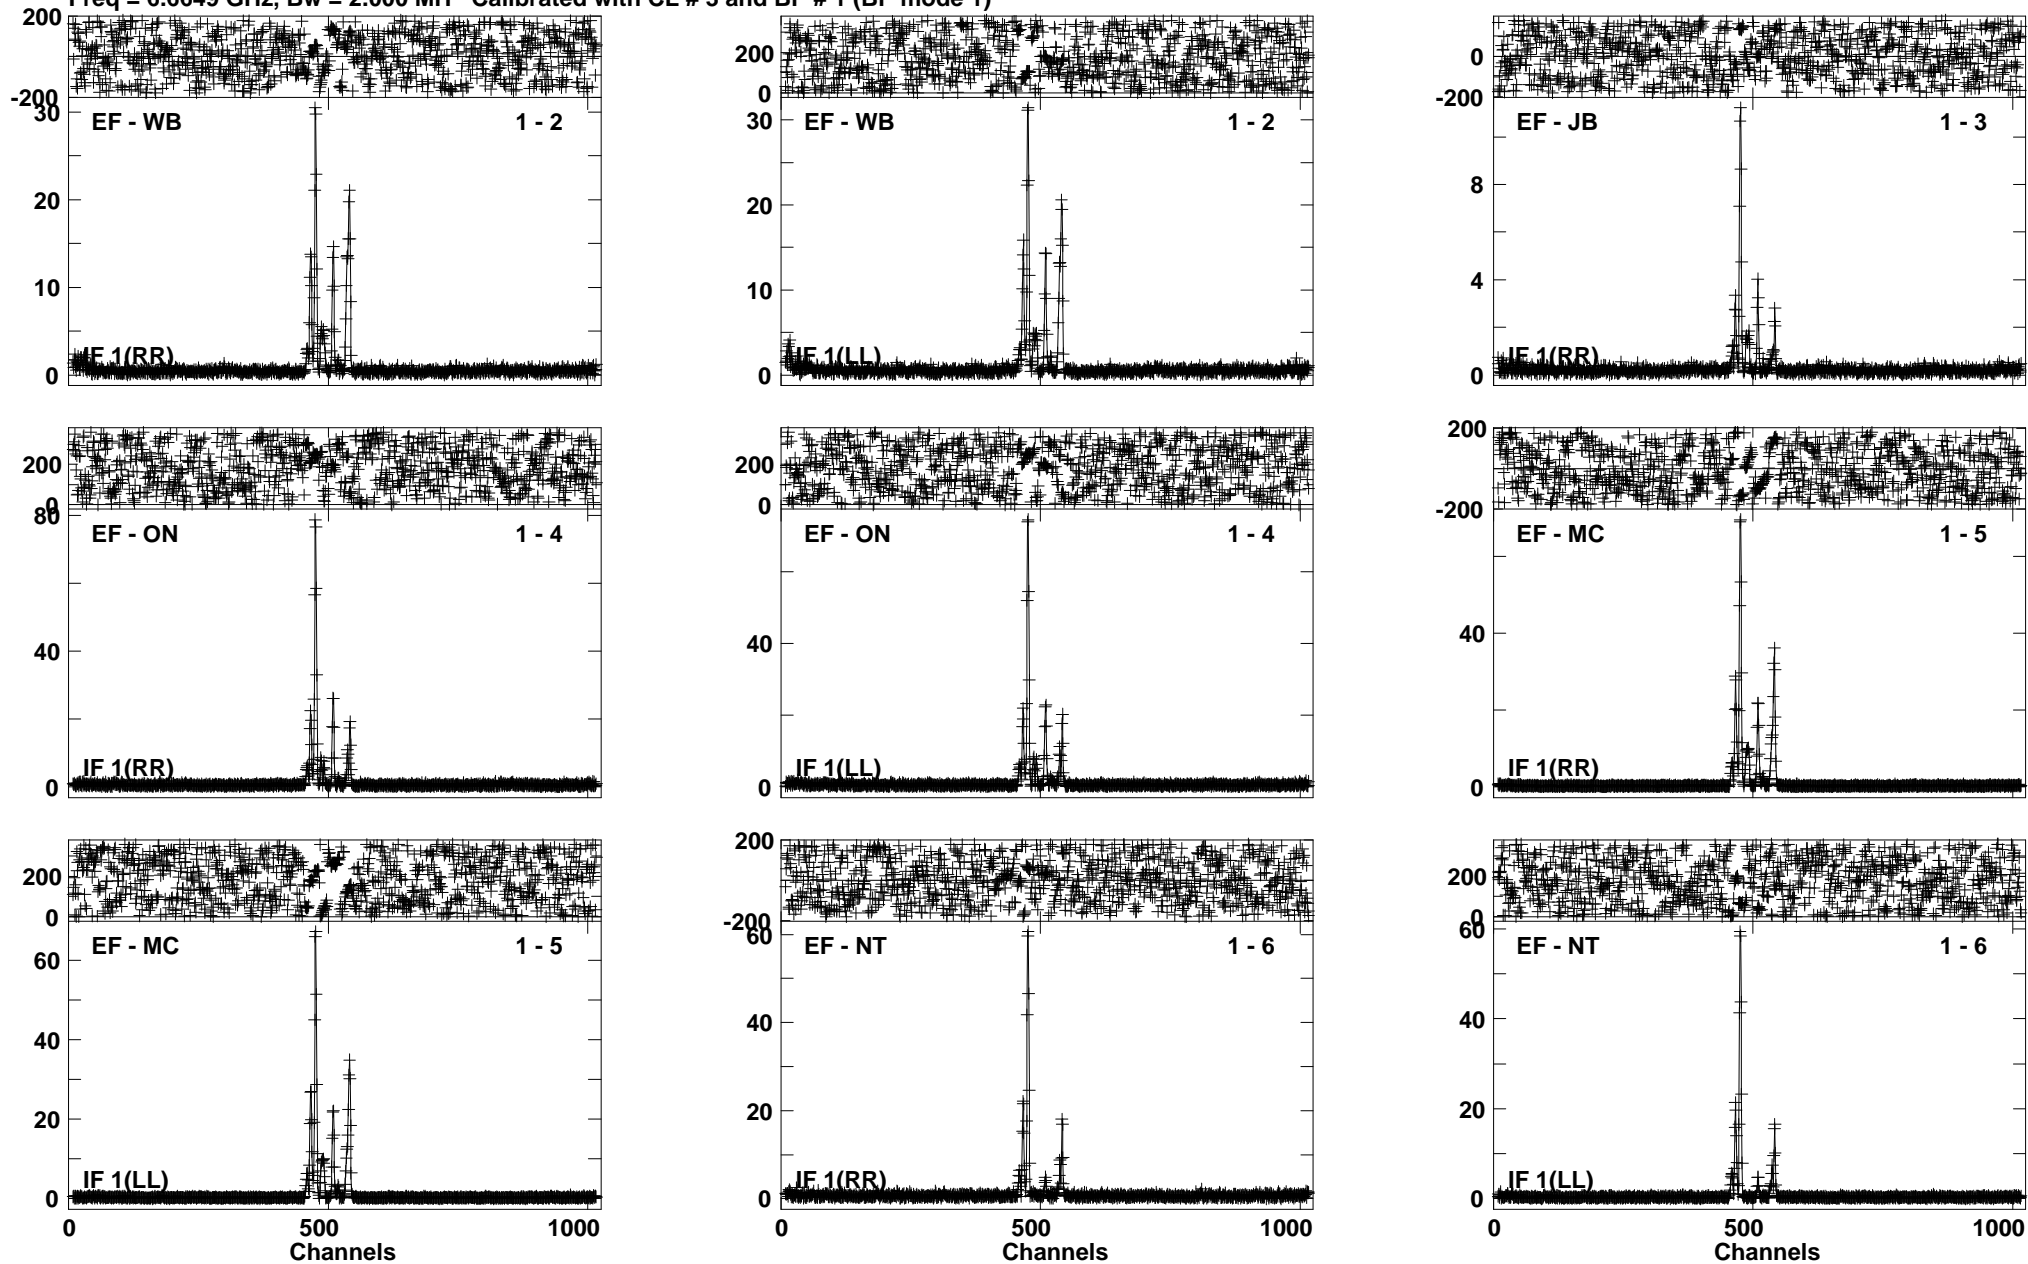 Freq = 6.6649 GHz, Bw = 2.000 MH Calibrated with CL # 3 and BP # 1 (BP mode 1)
200
-200
30
20
10
0
EF - WB
1 - 2
IF 1(RR)
200
0
30
20
10
0
EF - WB
1 - 2
IF 1(LL)
0
-200
8
4
0
EF - JB
1 - 3
IF 1(RR)
200
0
80
40
0
EF - ON
1 - 4
IF 1(RR)
200
0
40
0
EF - ON
1 - 4
IF 1(LL)
200
-200
40
0
EF - MC
1 - 5
IF 1(RR)
200
0
60
40
20
0
EF - MC
1 - 5
IF 1(LL)
0
500
1000
Channels
200
-200
60
40
20
0
EF - NT
1 - 6
IF 1(RR)
0
500
1000
Channels
200
0
60
40
20
0
EF - NT
1 - 6
IF 1(LL)
0
500
1000
Channels